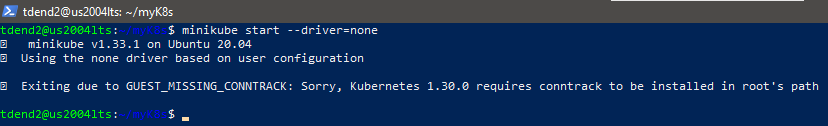 tdend2@us2004lts: ~/myK8s
tdend2@us2004lts:~/myK8s$ minikube start --driver=none
minikube v1.33.1 on Ubuntu 20.04
Using the none driver based on user configuration
Exiting due to GUEST_MISSING_CONNTRACK: Sorry, Kubernetes 1.30.0 requires conntrack to be installed in root's path
tdend2@us2004lts:~/myK8s$